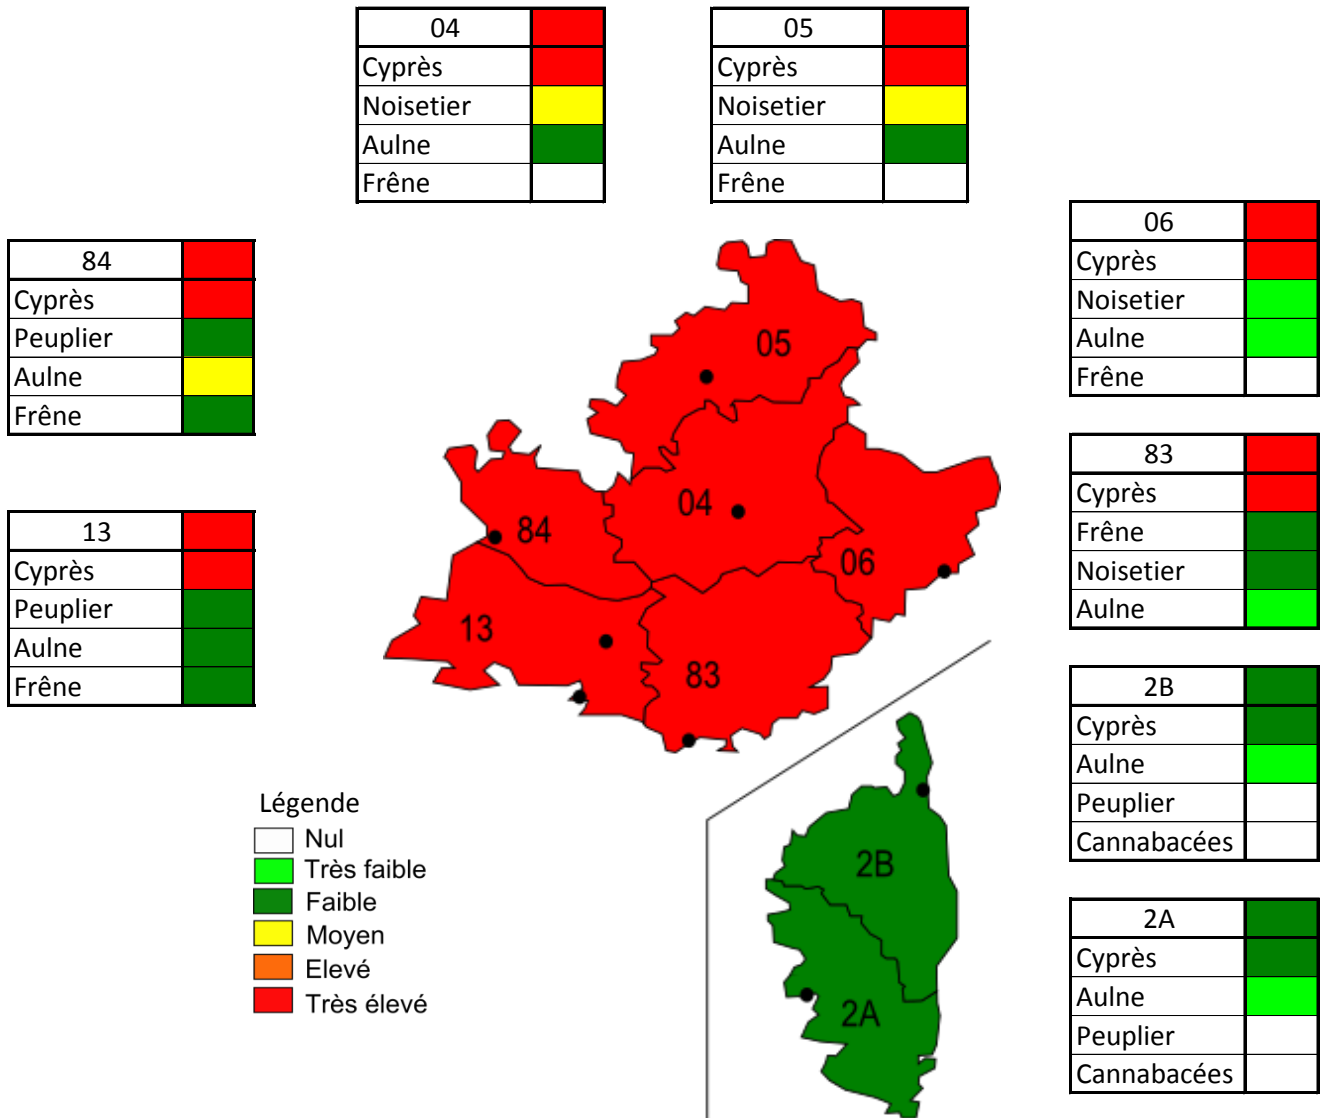 04
Cyprès
Noisetier
Aulne
Frêne
05
Cyprès
Noisetier
Aulne
Frêne
84
Cyprès
Peuplier
Aulne
Frêne
13
Cyprès
Peuplier
Aulne
Frêne
06
Cyprès
Noisetier
Aulne
Frêne
83
Cyprès
Frêne
Noisetier
Aulne
2B
Cyprès
Aulne
Peuplier
Cannabacées
2A
Cyprès
Aulne
Peuplier
Cannabacées
05
04
84
06
13
83
2B
2A
Légende
Nul
Très faible
Faible
Moyen
Elevé
Très élevé